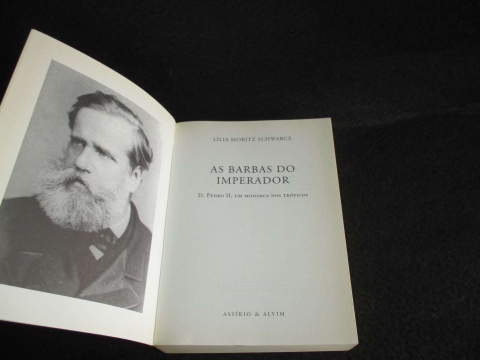 LILIA MORITZ SCHWARCZ
AS BARBAS DO
IMPERADOR
D. PEDRO II, UM MONARCA NOS TRÓPICOS
ASSÍRIO & ALVIM